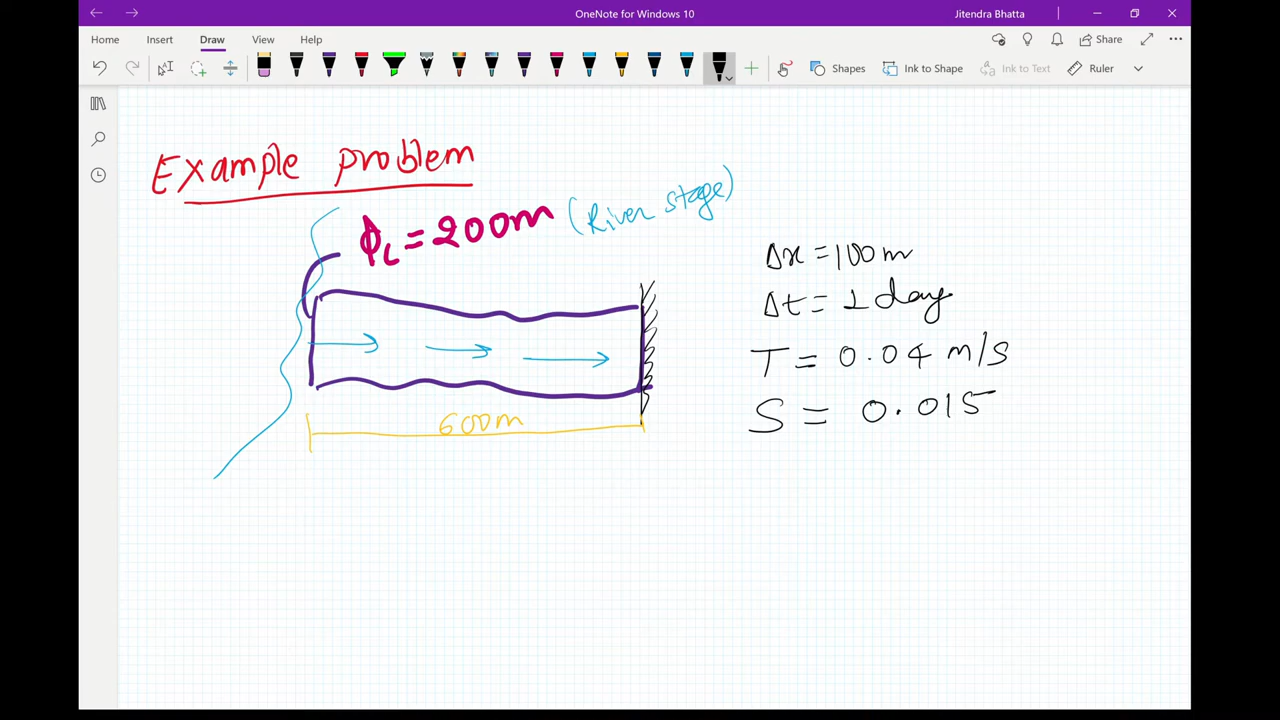 OneNote for Windows 10
Jitendra Bhatta
Home Insert Draw View Help
Share
Shapes Ink to Shape Ink to Text Ruler
Example problem
ϕL = 200m (River stage)
Δx = 100m
Δt = 1 day
T = 0.04 m/s
S = 0.015
600m